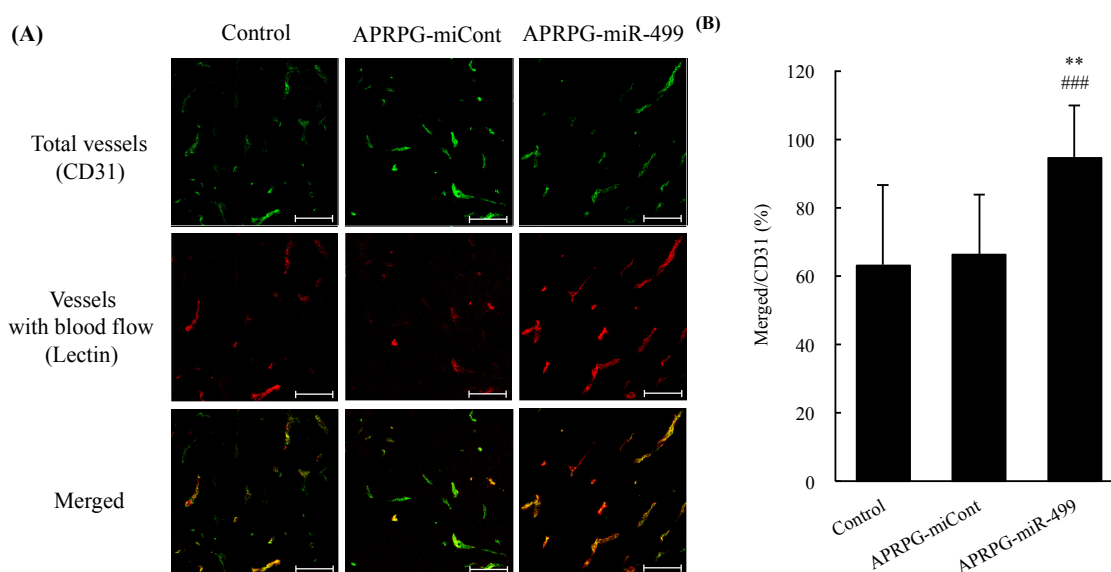 (A)
Control
APRPG-miCont
APRPG-miR-499
Total vessels
(CD31)
Vessels
with blood flow
(Lectin)
Merged
(B)
**
###
120
100
80
60
40
20
0
Merged/CD31 (%)
Control
APRPG-miCont
APRPG-miR-499